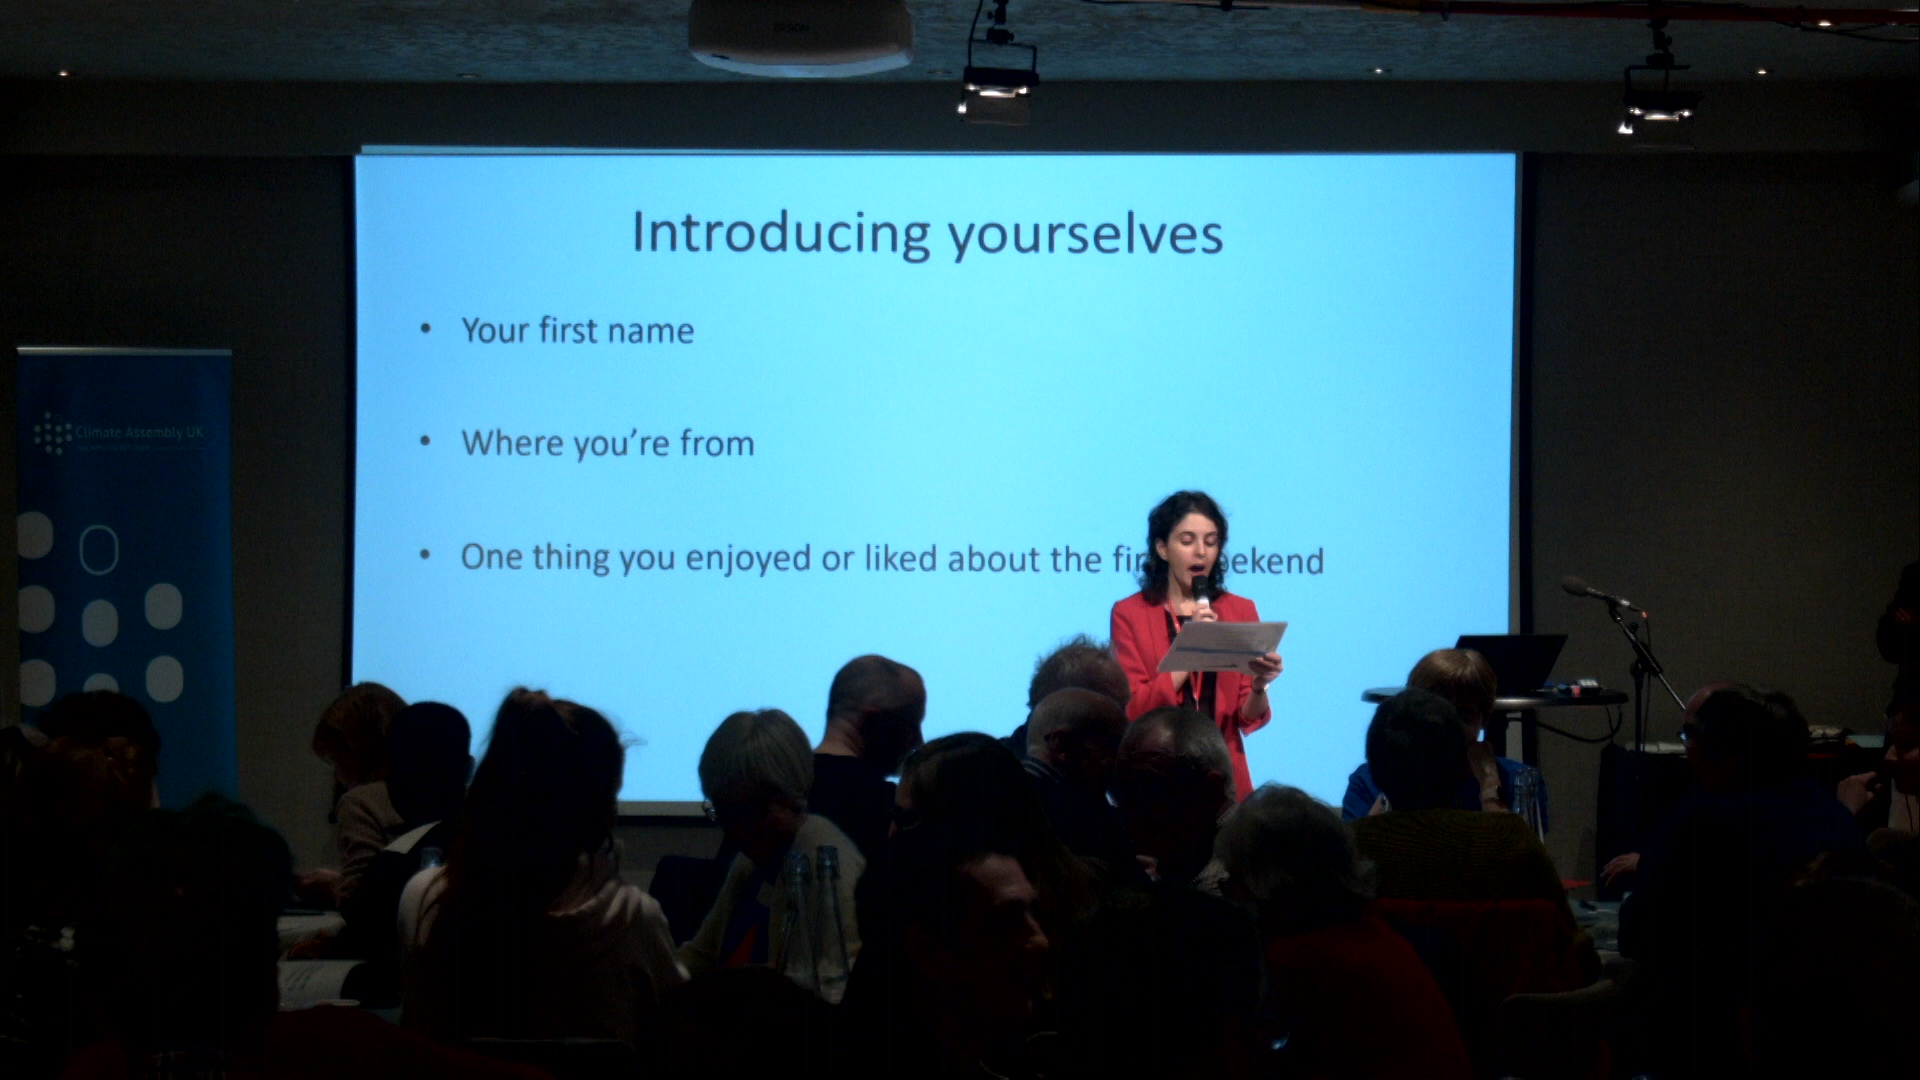 Introducing yourselves
• Your first name
• Where you're from
• One thing you enjoyed or liked about the fir eekend
Climate Assembly UK